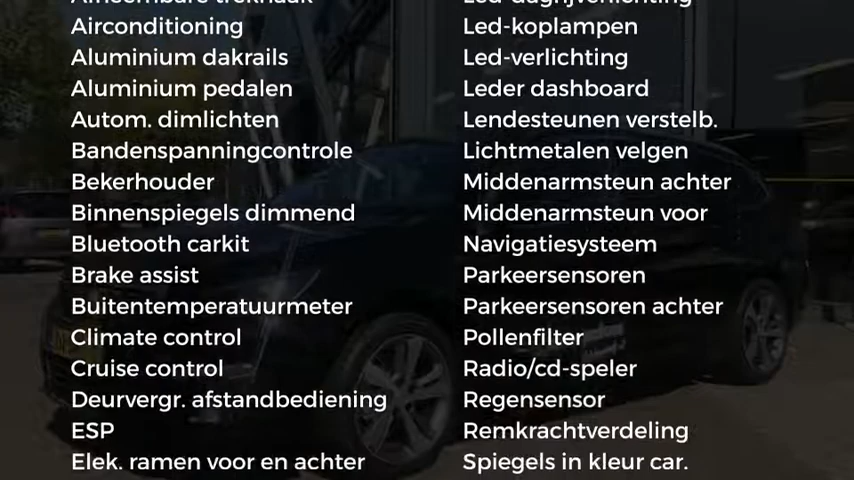 Airconditioning
Aluminium dakrails
Aluminium pedalen
Autom. dimlichten
Bandenspanningcontrole
Bekerhouder
Binnenspiegels dimmend
Bluetooth carkit
Brake assist
Buitentemperatuurmeter
Climate control
Cruise control
Deurvergr. afstandbediening
ESP
Elek. ramen voor en achter
Led-dagrijverlichting
Led-koplampen
Led-verlichting
Leder dashboard
Lendesteunen verstelb.
Lichtmetalen velgen
Middenarmsteun achter
Middenarmsteun voor
Navigatiesysteem
Parkeersensoren
Parkeersensoren achter
Pollenfilter
Radio/cd-speler
Regensensor
Remkrachtverdeling
Spiegels in kleur car.